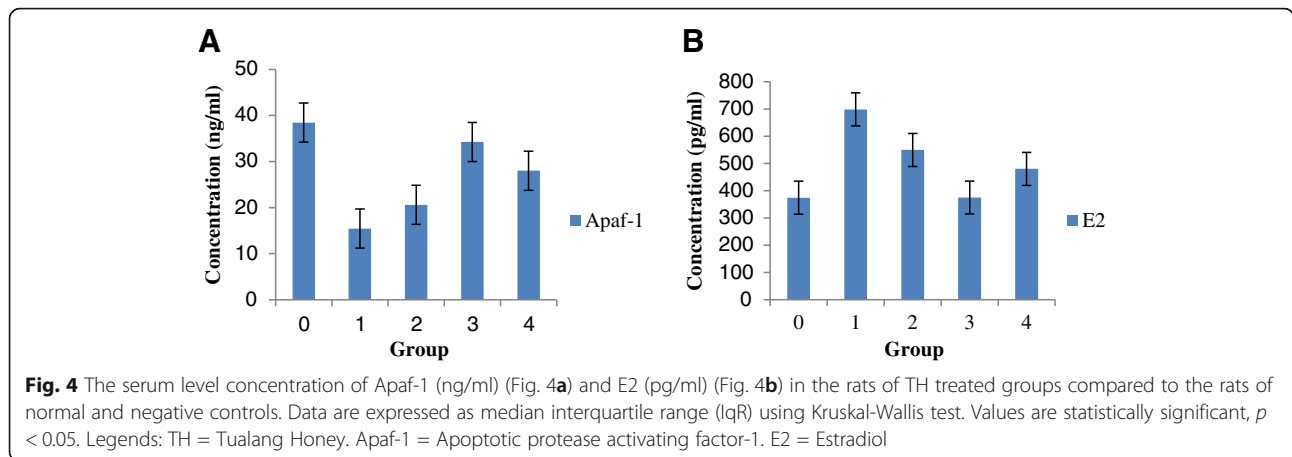 A
50
40
30
20
10
0
Concentration (ng/ml)
0 1 2 3 4
Group
Apaf-1
B
800
700
600
500
400
300
200
100
0
Concentration (pg/ml)
0 1 2 3 4
Group
E2
Fig. 4 The serum level concentration of Apaf-1 (ng/ml) (Fig. 4a) and E2 (pg/ml) (Fig. 4b) in the rats of TH treated groups compared to the rats of
normal and negative controls. Data are expressed as median interquartile range (IqR) using Kruskal-Wallis test. Values are statistically significant, p
< 0.05. Legends: TH = Tualang Honey. Apaf-1 = Apoptotic protease activating factor-1. E2 = Estradiol